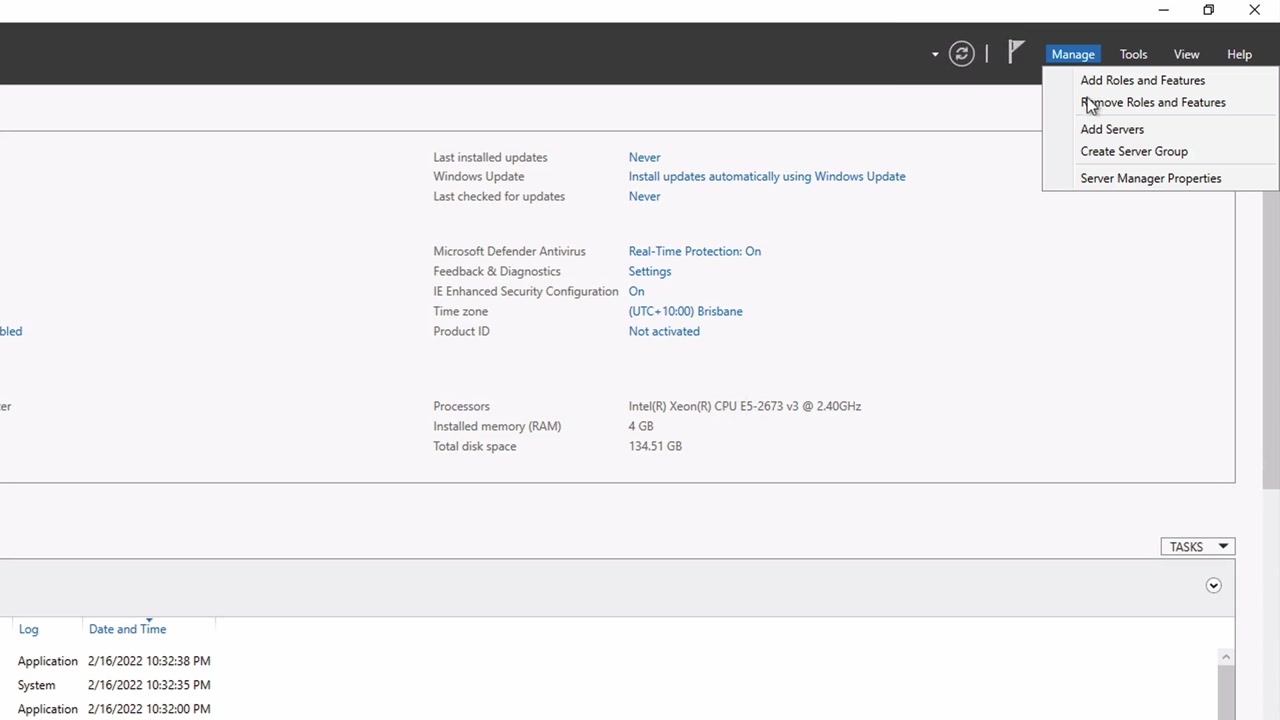 Manage Tools View Help
Add Roles and Features
Remove Roles and Features
Add Servers
Create Server Group
Server Manager Properties
Last installed updates Never
Windows Update Install updates automatically using Windows Update
Last checked for updates Never
Microsoft Defender Antivirus Real-Time Protection: On
Feedback & Diagnostics Settings
IE Enhanced Security Configuration On
Time zone (UTC+10:00) Brisbane
bled Product ID Not activated
er Processors Intel(R) Xeon(R) CPU E5-2673 v3 @ 2.40GHz
Installed memory (RAM) 4 GB
Total disk space 134.51 GB
TASKS
Log Date and Time
Application 2/16/2022 10:32:38 PM
System 2/16/2022 10:32:35 PM
Application 2/16/2022 10:32:00 PM